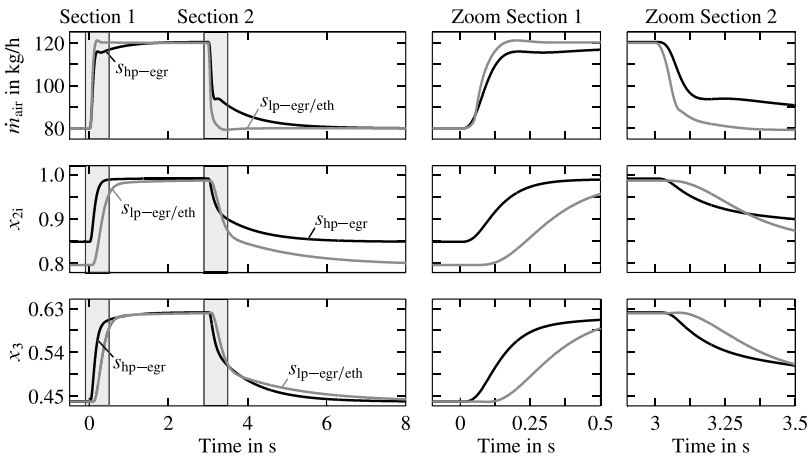 Section 1 Section 2 Zoom Section 1 Zoom Section 2
ṁair in kg/h
120
100
80
shp−egr
slp−egr/eth
x2i
1.0
0.9
0.8
slp−egr/eth
shp−egr
x3
0.63
0.54
0.45
shp−egr
slp−egr/eth
0 2 4 6 8
0 0.25 0.5
3 3.25 3.5
Time in s Time in s Time in s